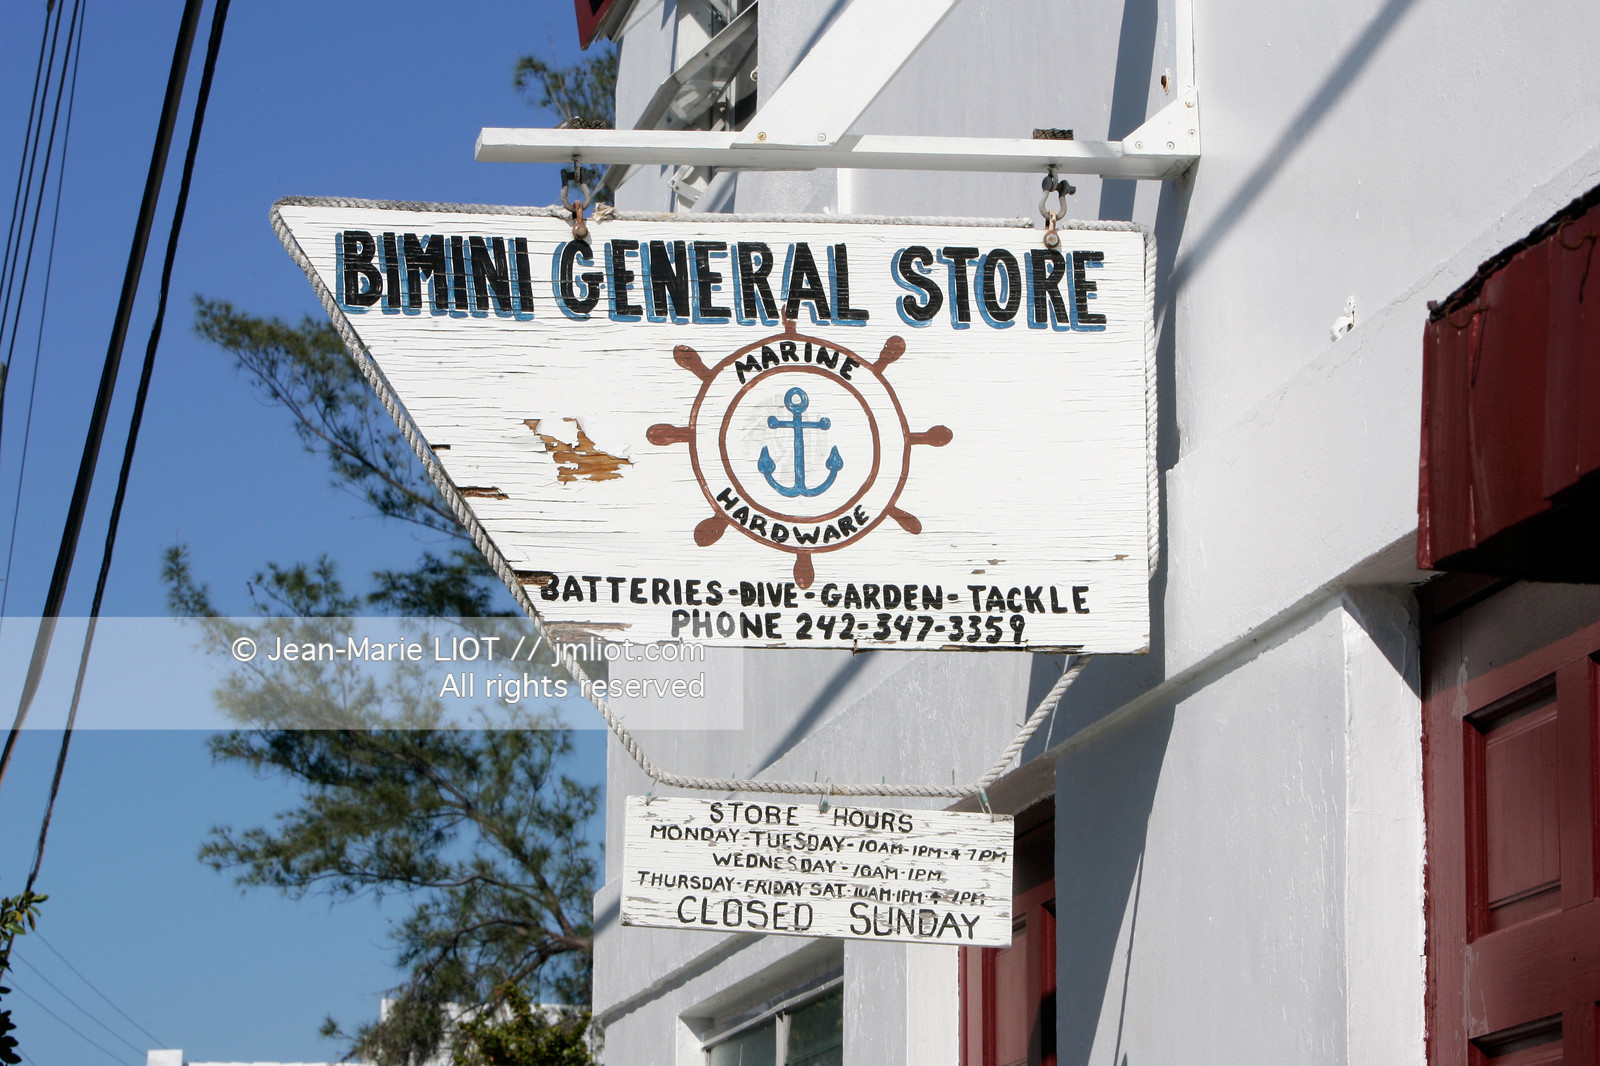 BIMINI GENERAL STORE
MARINE
HARDWARE
BATTERIES-DIVE-GARDEN-TACKLE
PHONE 242-347-3359
© Jean-Marie LIOT // jmliot.com
All rights reserved
STORE HOURS
MONDAY-TUESDAY-10AM-1PM-4-7PM
WEDNESDAY-10AM-1PM
THURSDAY-FRIDAY-SAT-10AM-1PM-4-7PM
CLOSED SUNDAY